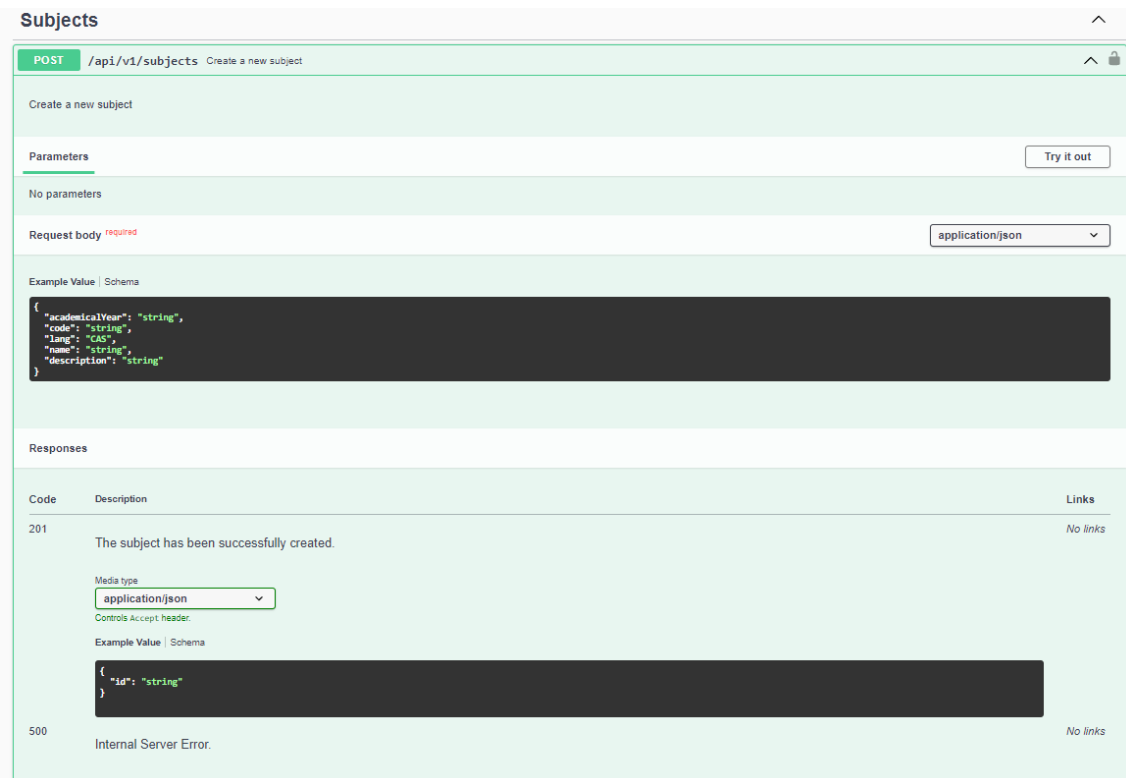 Subjects
POST /api/v1/subjects Create a new subject
Create a new subject
Parameters Try it out
No parameters
Request body required application/json
Example Value | Schema
{
"academicalYear": "string",
"code": "string",
"lang": "CAS",
"name": "string",
"description": "string"
}
Responses
Code Description Links
201 No links
The subject has been successfully created.
Media type
application/json
Controls Accept header.
Example Value | Schema
{
"id": "string"
}
500 No links
Internal Server Error.